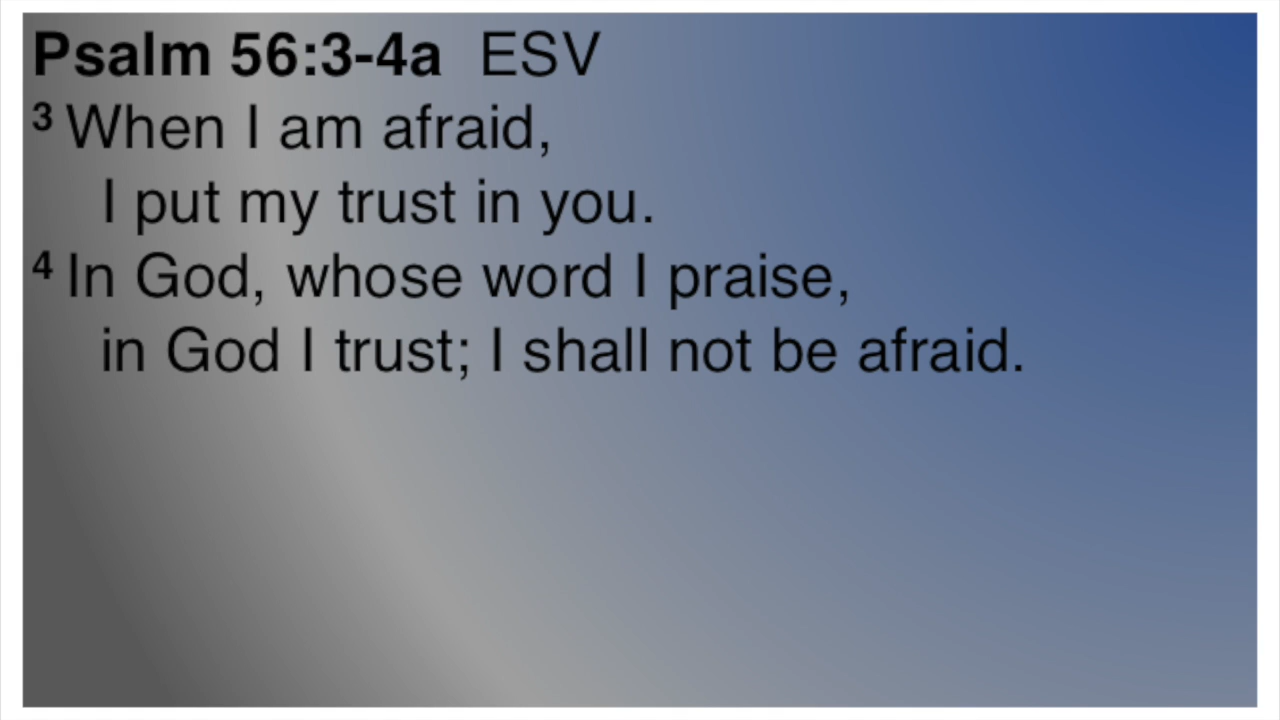 Psalm 56:3-4a ESV
3 When I am afraid,
I put my trust in you.
4 In God, whose word I praise,
in God I trust; I shall not be afraid.